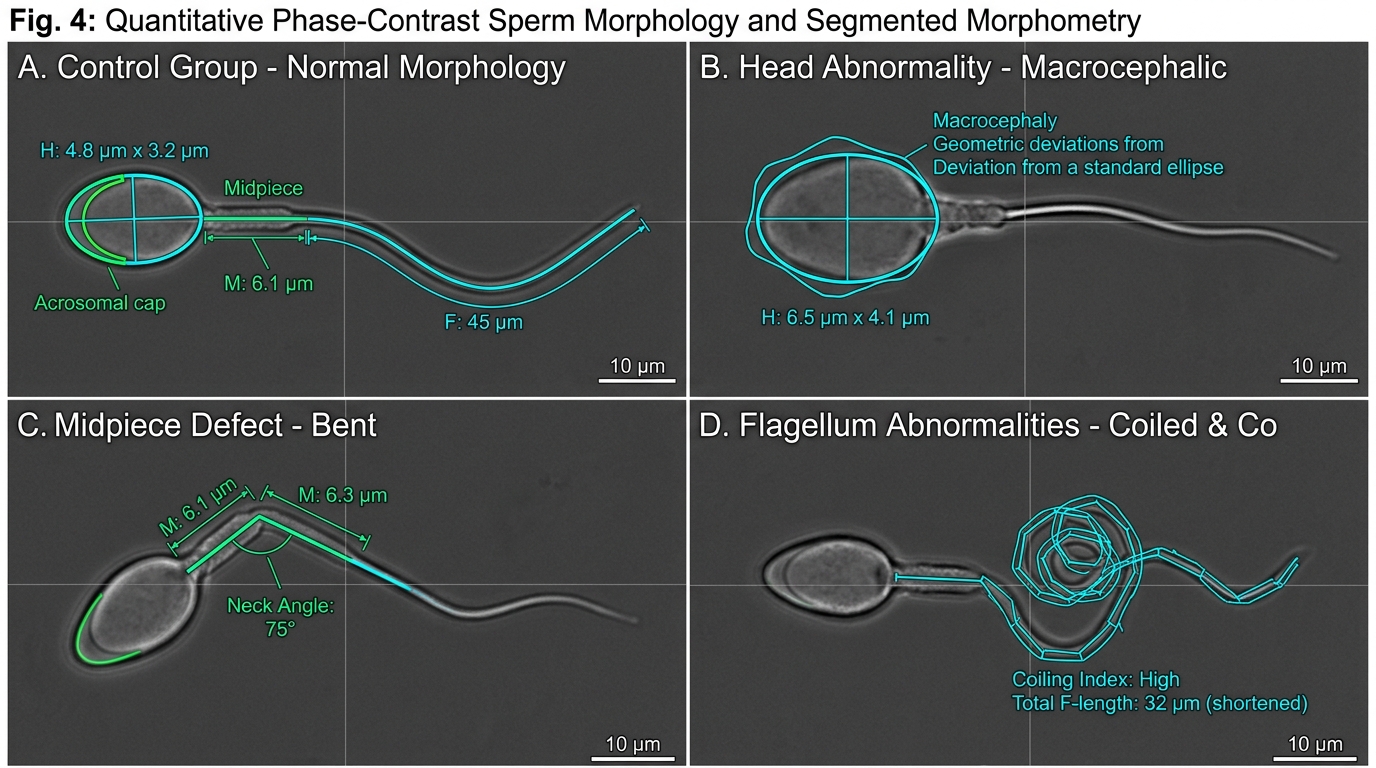 Fig. 4: Quantitative Phase-Contrast Sperm Morphology and Segmented Morphometry
A. Control Group - Normal Morphology
H: 4.8 µm x 3.2 µm
Midpiece
M: 6.1 µm
Acrosomal cap
F: 45 µm
10 µm
B. Head Abnormality - Macrocephalic
Macrocephaly
Geometric deviations from
Deviation from a standard ellipse
H: 6.5 µm x 4.1 µm
10 µm
C. Midpiece Defect - Bent
M: 6.1 µm
M: 6.3 µm
Neck Angle:
75°
10 µm
D. Flagellum Abnormalities - Coiled & Co
Coiling Index: High
Total F-length: 32 µm (shortened)
10 µm